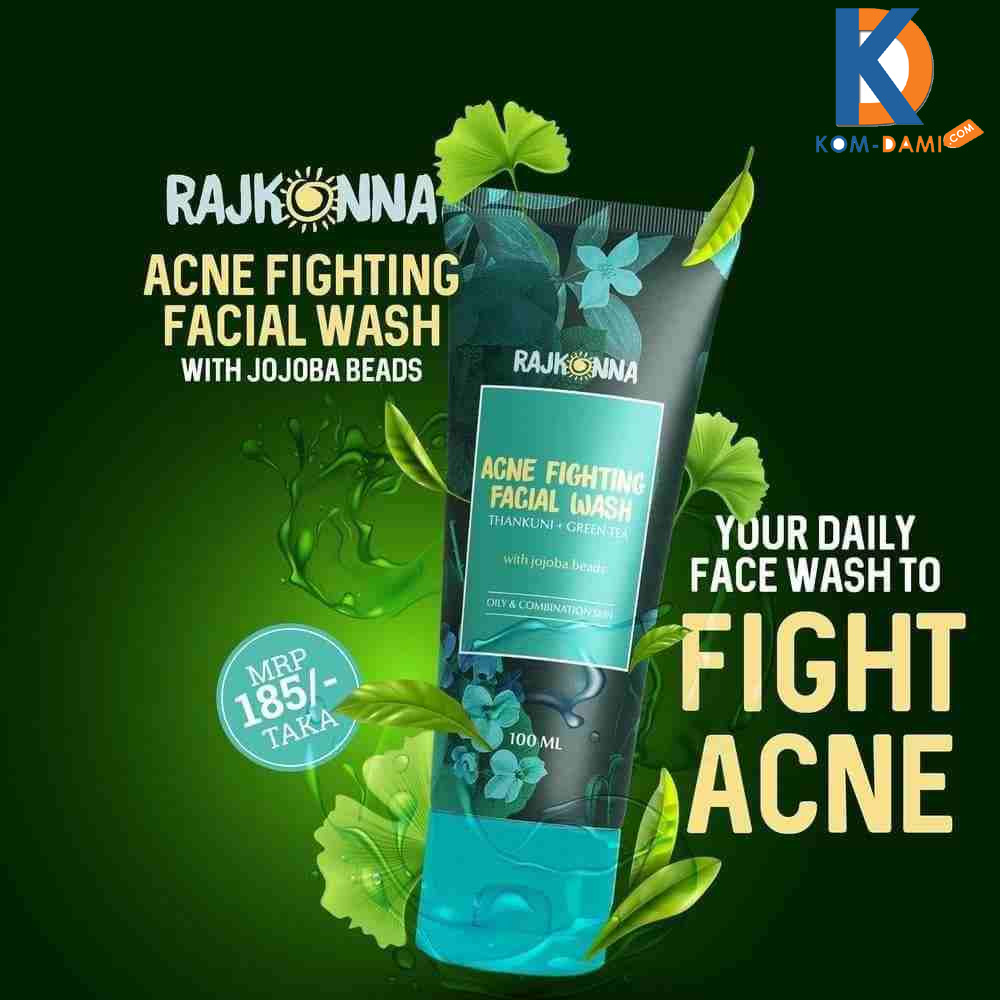 KOM-DAMI
.COM
RAJKONNA
ACNE FIGHTING
FACIAL WASH
WITH JOJOBA BEADS
RAJKONNA
ACNE FIGHTING
FACIAL WASH
THANKUNI + GREEN TEA
with jojoba beads
OILY & COMBINATION SKIN
100 ML
YOUR DAILY
FACE WASH TO
FIGHT
ACNE
MRP
185/-
TAKA